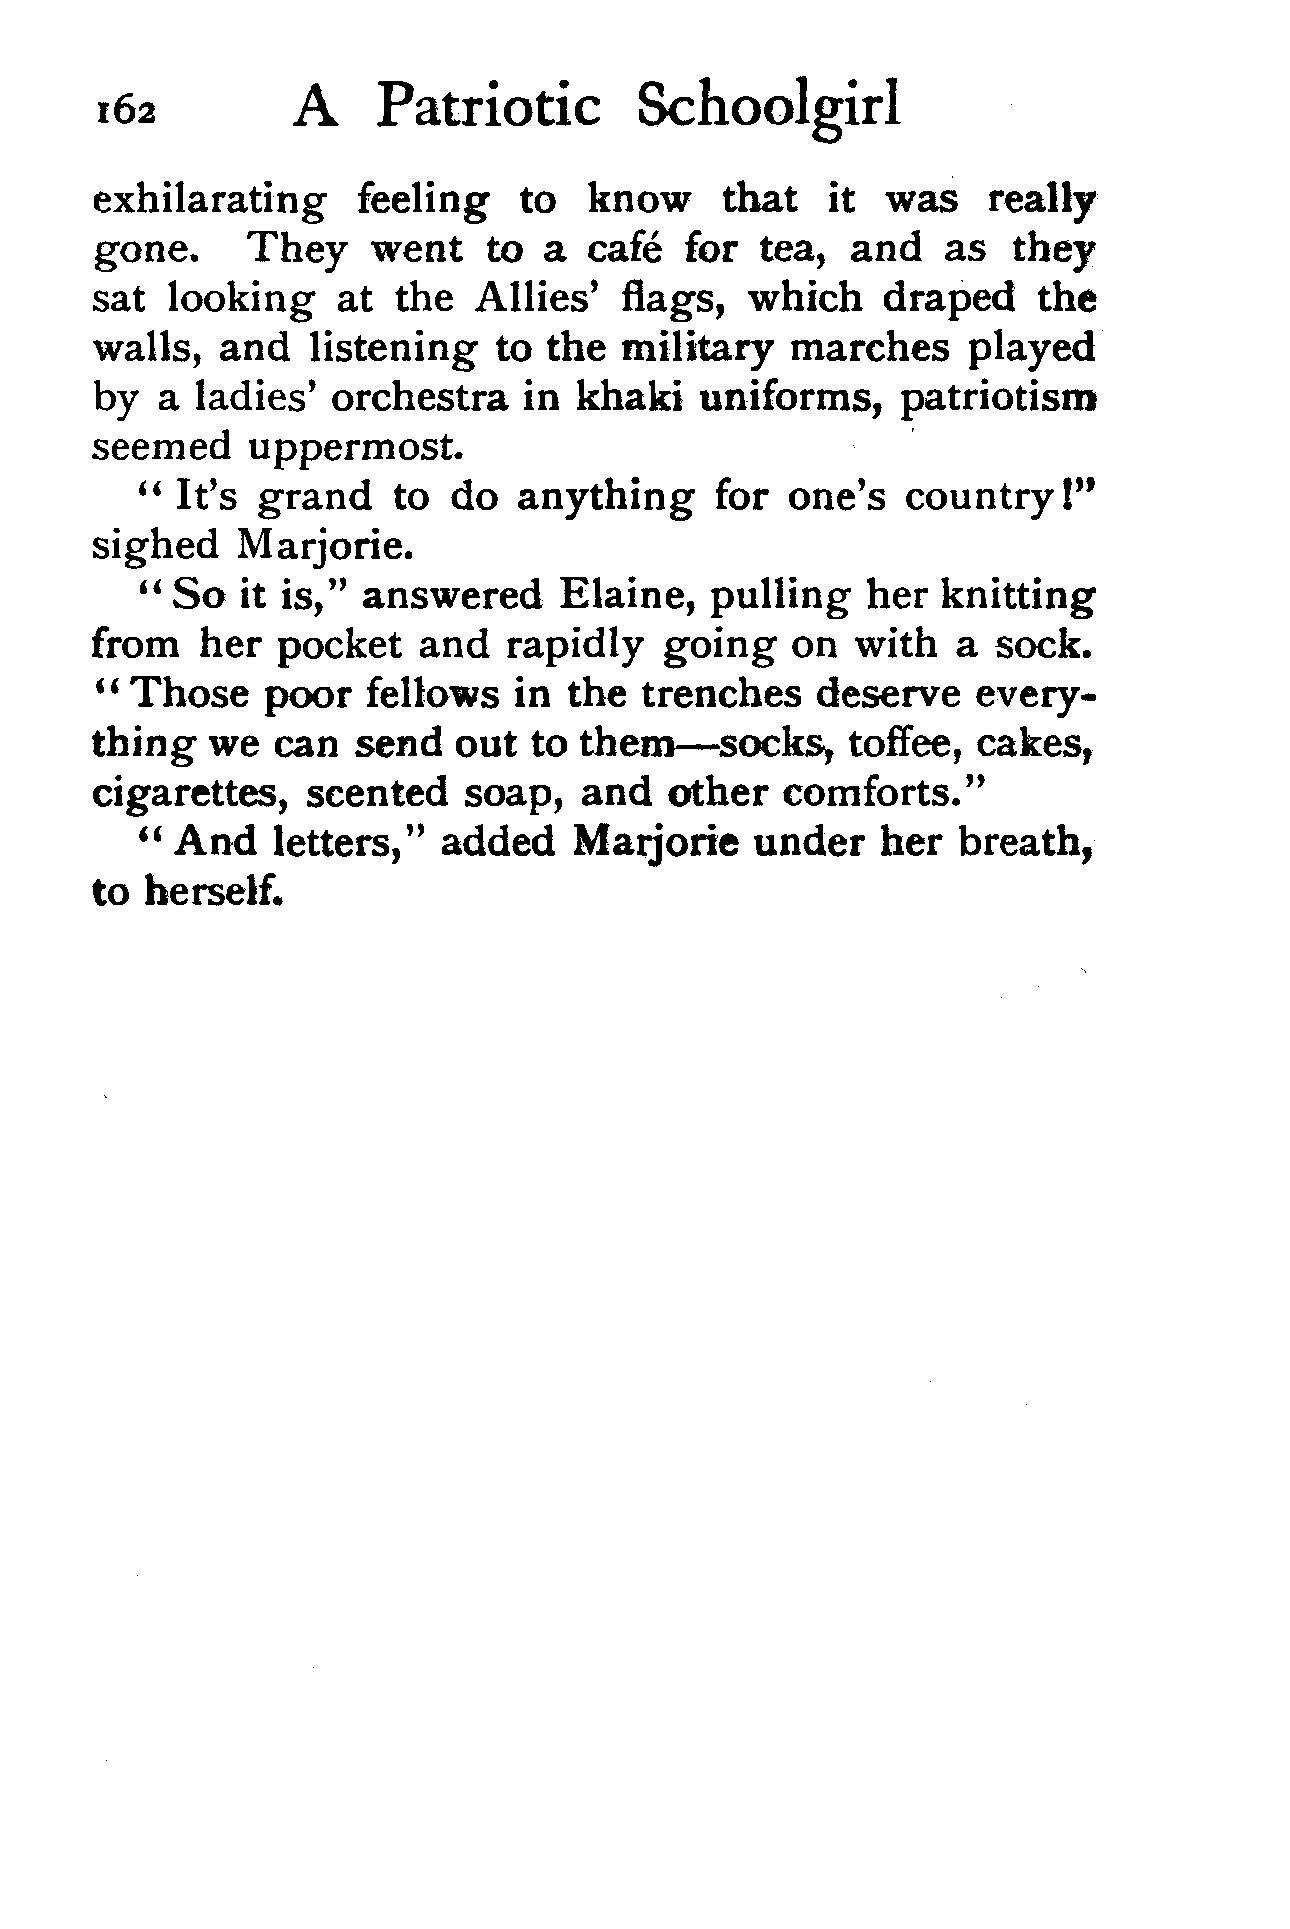 162 A Patriotic Schoolgirl
exhilarating feeling to know that it was really
gone. They went to a café for tea, and as they
sat looking at the Allies' flags, which draped the
walls, and listening to the military marches played
by a ladies' orchestra in khaki uniforms, patriotism
seemed uppermost.
"It's grand to do anything for one's country!"
sighed Marjorie.
"So it is," answered Elaine, pulling her knitting
from her pocket and rapidly going on with a sock.
"Those poor fellows in the trenches deserve every-
thing we can send out to them—socks, toffee, cakes,
cigarettes, scented soap, and other comforts."
"And letters," added Marjorie under her breath,
to herself.